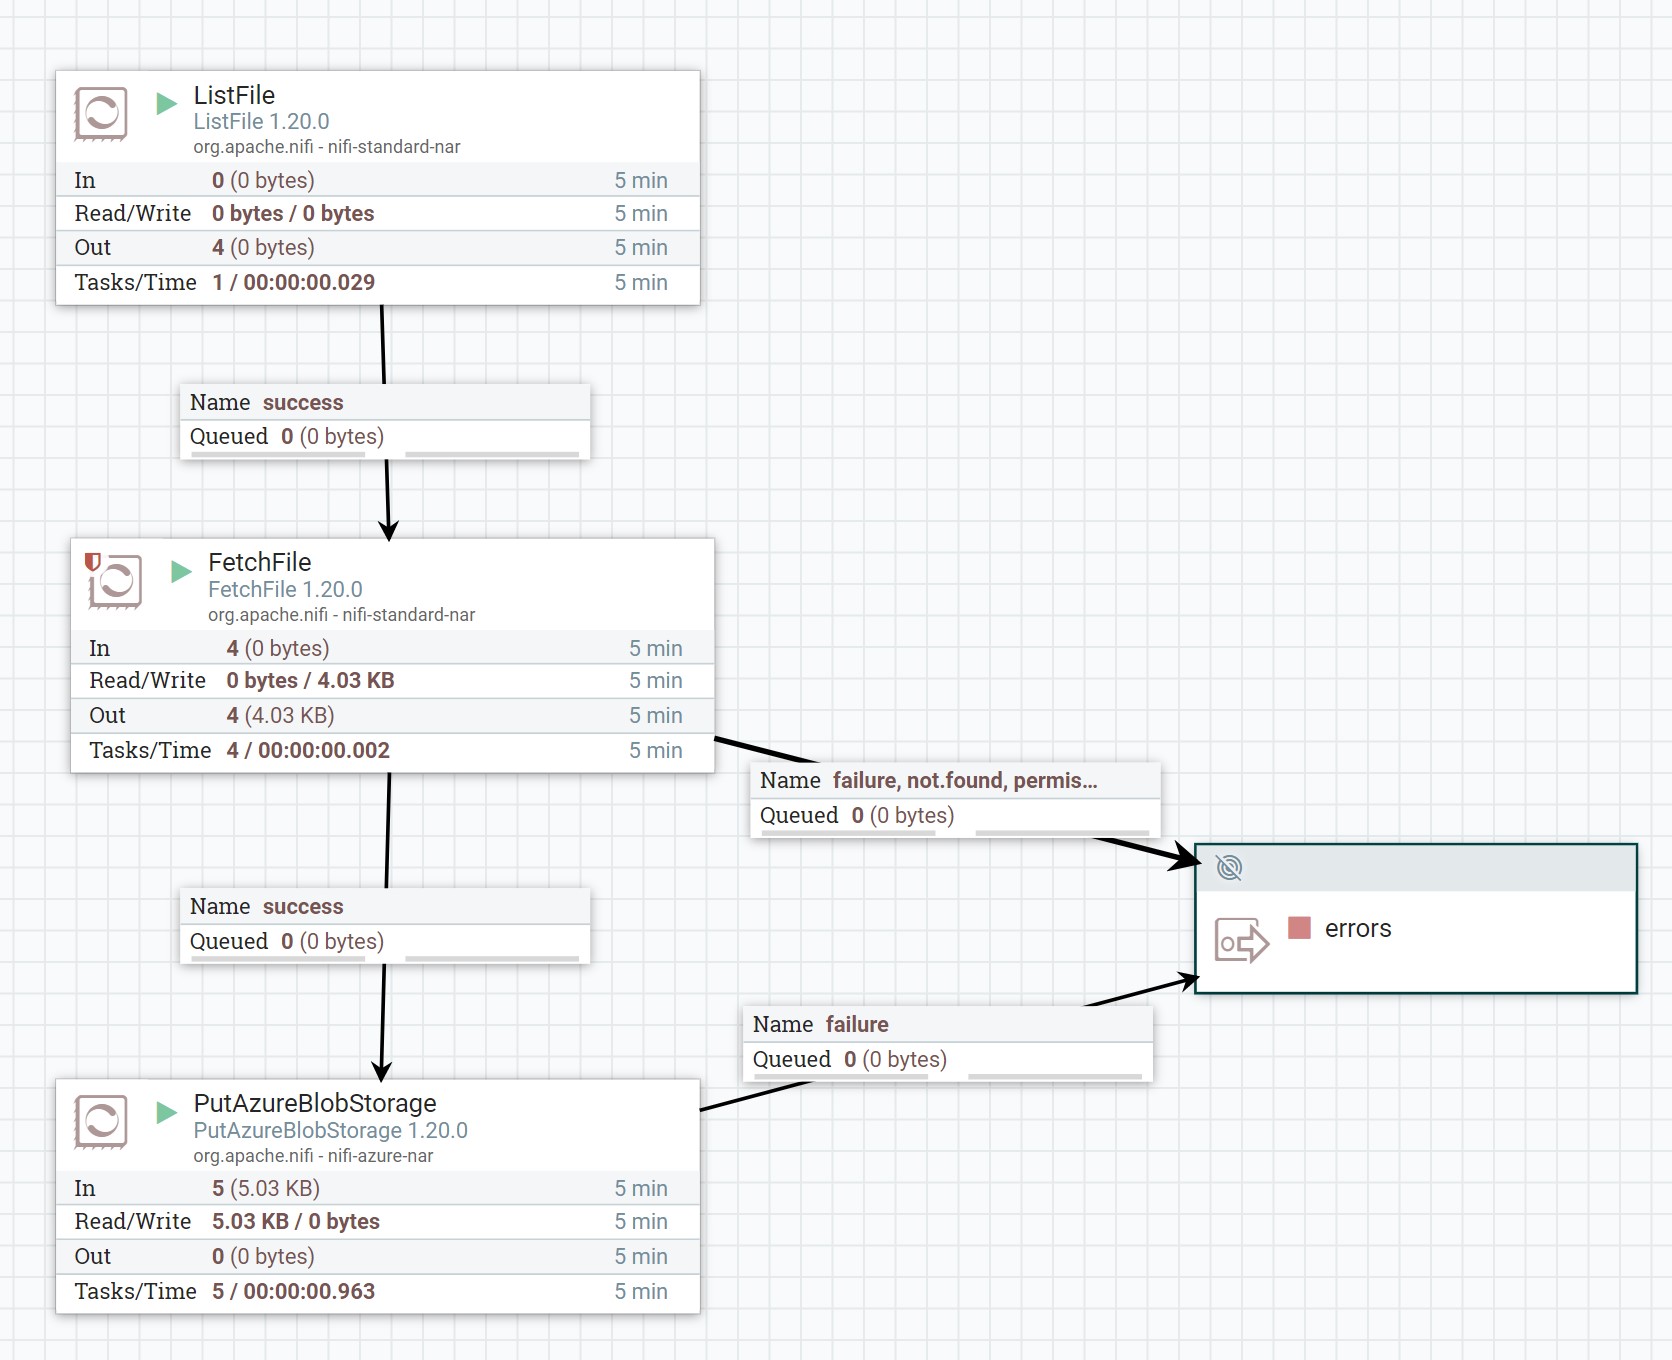 ListFile
ListFile 1.20.0
org.apache.nifi - nifi-standard-nar
In 0 (0 bytes) 5 min
Read/Write 0 bytes / 0 bytes 5 min
Out 4 (0 bytes) 5 min
Tasks/Time 1 / 00:00:00.029 5 min
Name success
Queued 0 (0 bytes)
FetchFile
FetchFile 1.20.0
org.apache.nifi - nifi-standard-nar
In 4 (0 bytes) 5 min
Read/Write 0 bytes / 4.03 KB 5 min
Out 4 (4.03 KB) 5 min
Tasks/Time 4 / 00:00:00.002 5 min
Name failure, not.found, permis...
Queued 0 (0 bytes)
errors
Name success
Queued 0 (0 bytes)
Name failure
Queued 0 (0 bytes)
PutAzureBlobStorage
PutAzureBlobStorage 1.20.0
org.apache.nifi - nifi-azure-nar
In 5 (5.03 KB) 5 min
Read/Write 5.03 KB / 0 bytes 5 min
Out 0 (0 bytes) 5 min
Tasks/Time 5 / 00:00:00.963 5 min